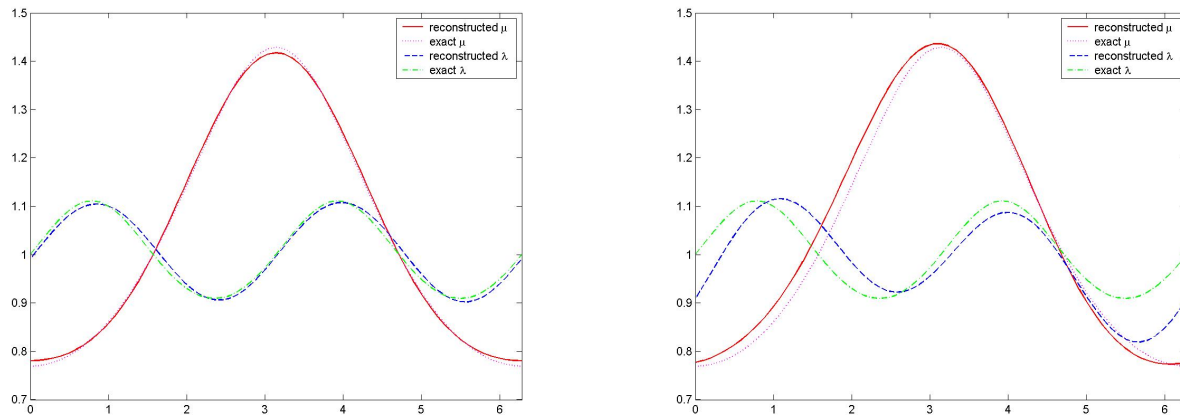 1.5
1.4
1.3
1.2
1.1
1
0.9
0.8
0.7
0 1 2 3 4 5 6
reconstructed μ
exact μ
reconstructed λ
exact λ
1.5
1.4
1.3
1.2
1.1
1
0.9
0.8
0.7
0 1 2 3 4 5 6
reconstructed μ
exact μ
reconstructed λ
exact λ